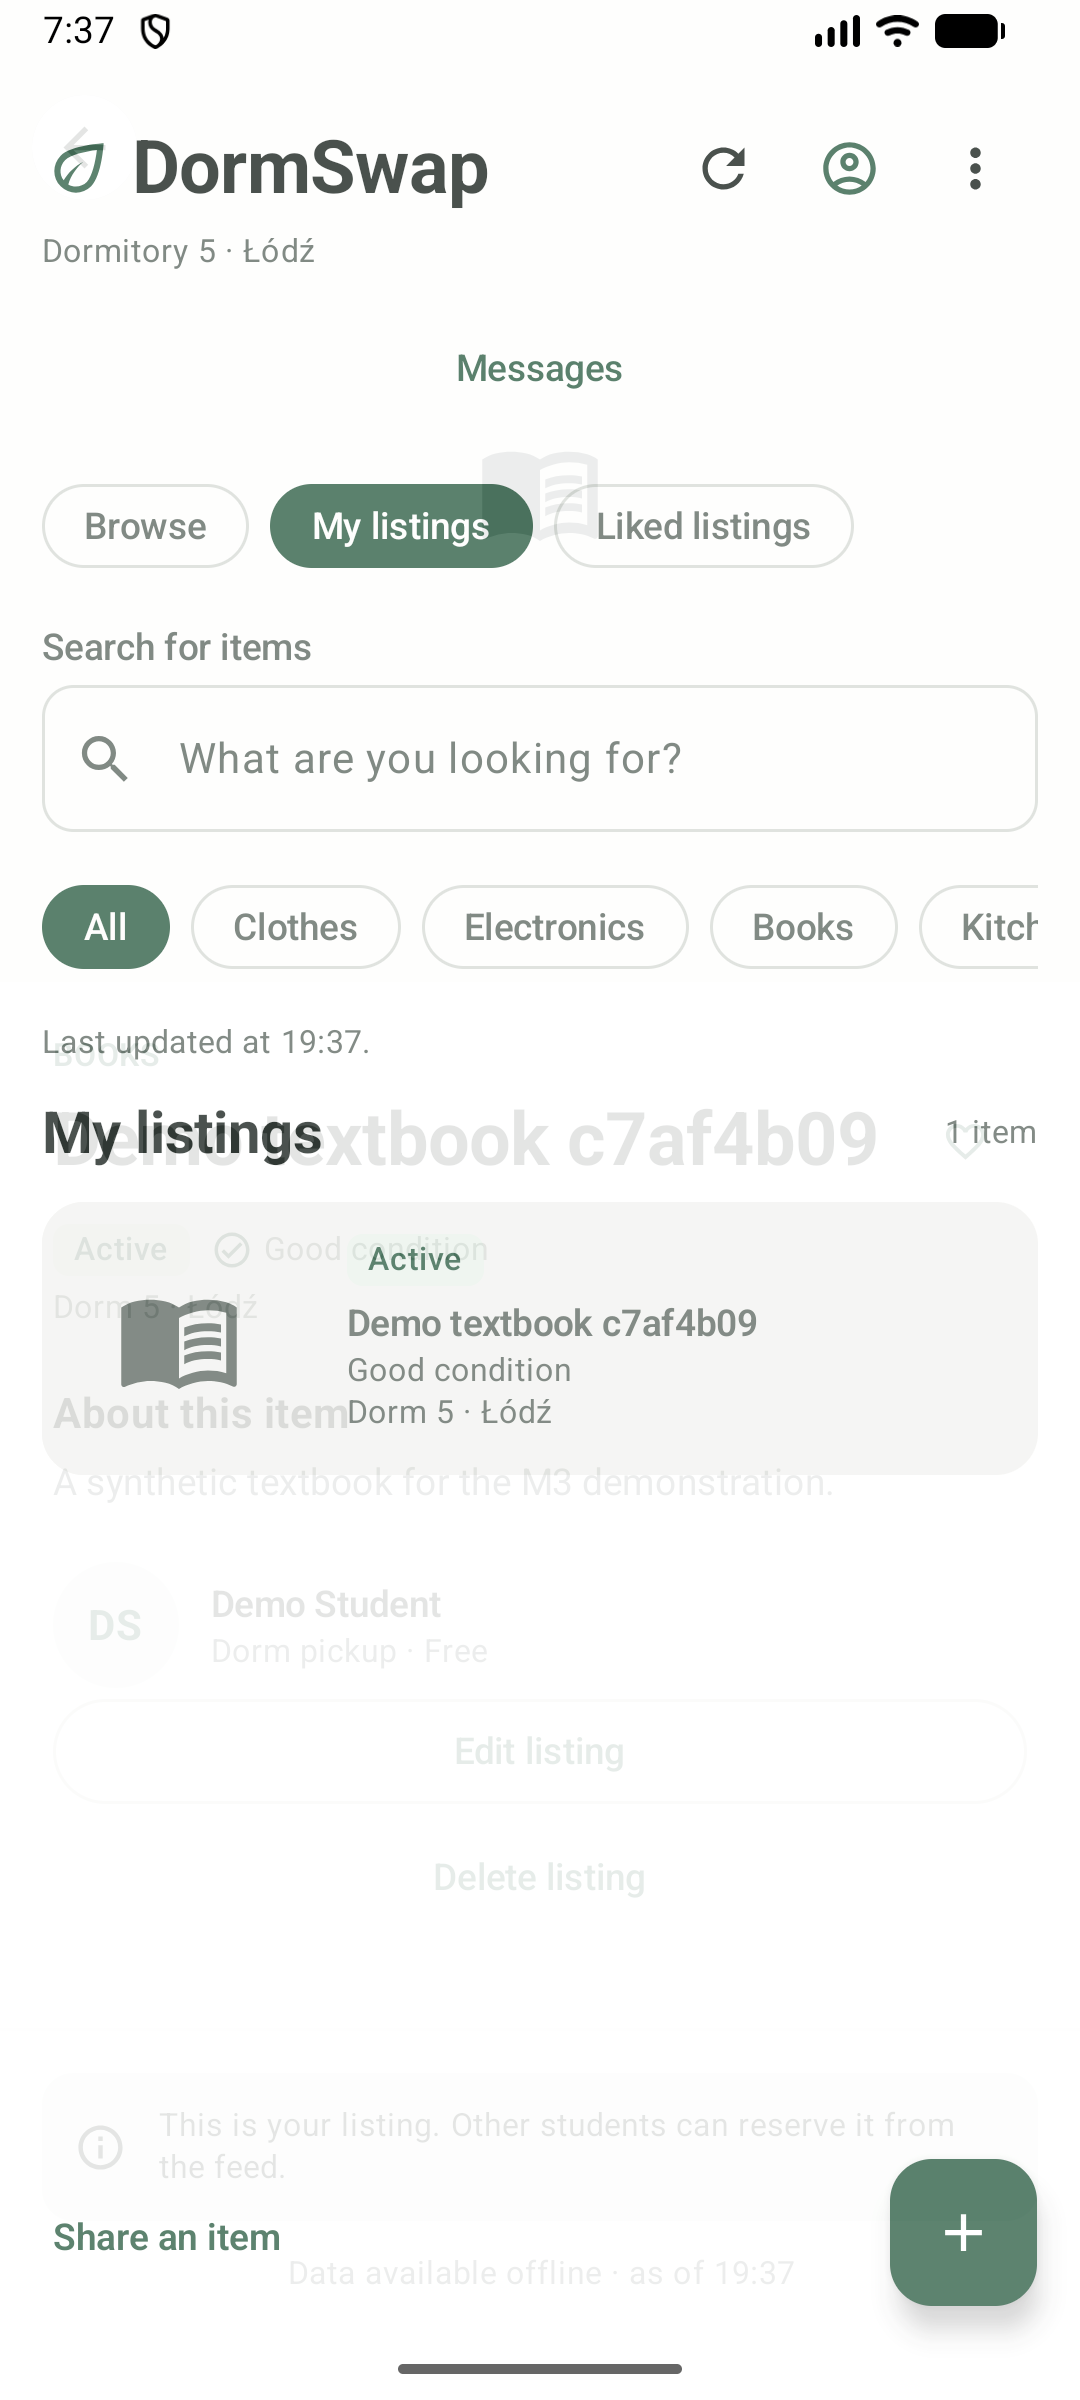 7:37
DormSwap
Dormitory 5 · Łódź
Messages
Browse
My listings
Liked listings
Search for items
What are you looking for?
All
Clothes
Electronics
Books
Kitch
Last updated at 19:37.
BOOKS
My listings
1 item
Demo textbook c7af4b09
Active
Good condition
Dorm 5 · Łódź
Active
Demo textbook c7af4b09
Good condition
Dorm 5 · Łódź
About this item
A synthetic textbook for the M3 demonstration.
DS
Demo Student
Dorm pickup · Free
Edit listing
Delete listing
This is your listing. Other students can reserve it from
the feed.
Share an item
Data available offline · as of 19:37